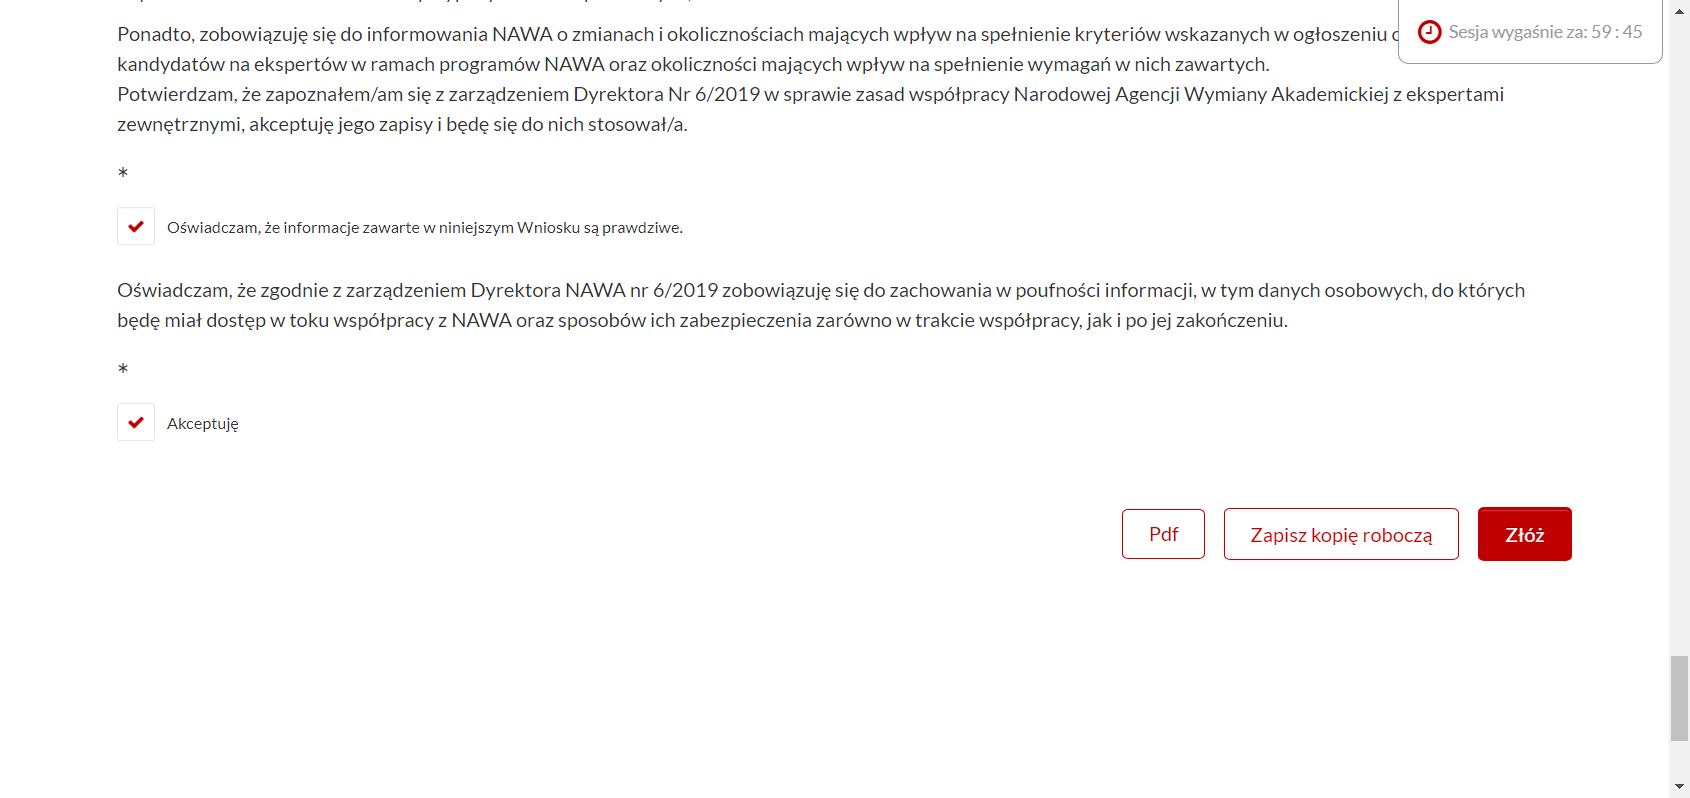 Ponadto, zobowiązuję się do informowania NAWA o zmianach i okolicznościach mających wpływ na spełnienie kryteriów wskazanych w ogłoszeniu
Sesja wygaśnie za: 59 : 45
kandydatów na ekspertów w ramach programów NAWA oraz okoliczności mających wpływ na spełnienie wymagań w nich zawartych.
Potwierdzam, że zapoznałem/am się z zarządzeniem Dyrektora Nr 6/2019 w sprawie zasad współpracy Narodowej Agencji Wymiany Akademickiej z ekspertami
zewnętrznymi, akceptuję jego zapisy i będę się do nich stosował/a.
*
Oświadczam, że informacje zawarte w niniejszym Wniosku są prawdziwe.
Oświadczam, że zgodnie z zarządzeniem Dyrektora NAWA nr 6/2019 zobowiązuję się do zachowania w poufności informacji, w tym danych osobowych, do których
będę miał dostęp w toku współpracy z NAWA oraz sposobów ich zabezpieczenia zarówno w trakcie współpracy, jak i po jej zakończeniu.
*
Akceptuję
Pdf
Zapisz kopię roboczą
Złóż